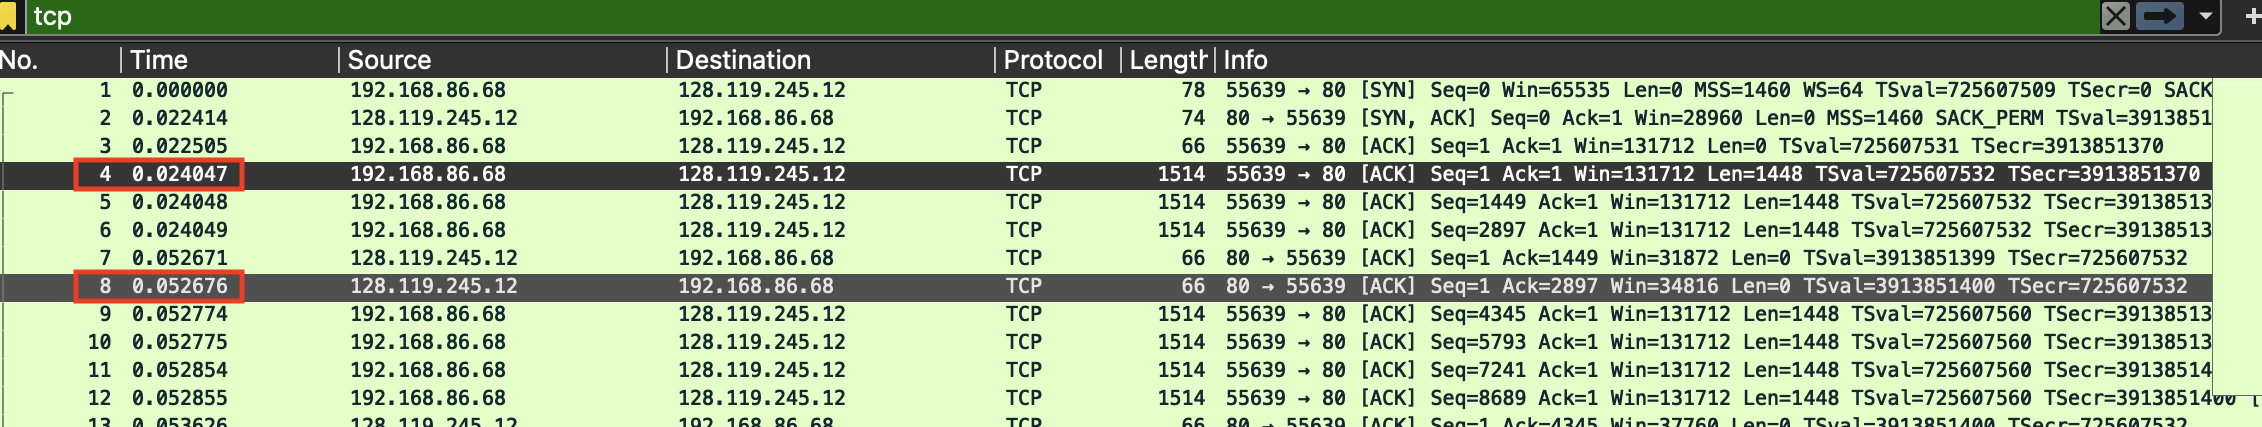 tcp
No. Time Source Destination Protocol Length Info
1 0.000000 192.168.86.68 128.119.245.12 TCP 78 55639 → 80 [SYN] Seq=0 Win=65535 Len=0 MSS=1460 WS=64 TSval=725607509 TSecr=0 SACK
2 0.022414 128.119.245.12 192.168.86.68 TCP 74 80 → 55639 [SYN, ACK] Seq=0 Ack=1 Win=28960 Len=0 MSS=1460 SACK_PERM TSval=3913851
3 0.022505 192.168.86.68 128.119.245.12 TCP 66 55639 → 80 [ACK] Seq=1 Ack=1 Win=131712 Len=0 TSval=725607531 TSecr=3913851370
4 0.024047 192.168.86.68 128.119.245.12 TCP 1514 55639 → 80 [ACK] Seq=1 Ack=1 Win=131712 Len=1448 TSval=725607532 TSecr=3913851370
5 0.024048 192.168.86.68 128.119.245.12 TCP 1514 55639 → 80 [ACK] Seq=1449 Ack=1 Win=131712 Len=1448 TSval=725607532 TSecr=39138513
6 0.024049 192.168.86.68 128.119.245.12 TCP 1514 55639 → 80 [ACK] Seq=2897 Ack=1 Win=131712 Len=1448 TSval=725607532 TSecr=39138513
7 0.052671 128.119.245.12 192.168.86.68 TCP 66 80 → 55639 [ACK] Seq=1 Ack=1449 Win=31872 Len=0 TSval=3913851399 TSecr=725607532
8 0.052676 128.119.245.12 192.168.86.68 TCP 66 80 → 55639 [ACK] Seq=1 Ack=2897 Win=34816 Len=0 TSval=3913851400 TSecr=725607532
9 0.052774 192.168.86.68 128.119.245.12 TCP 1514 55639 → 80 [ACK] Seq=4345 Ack=1 Win=131712 Len=1448 TSval=725607560 TSecr=39138513
10 0.052775 192.168.86.68 128.119.245.12 TCP 1514 55639 → 80 [ACK] Seq=5793 Ack=1 Win=131712 Len=1448 TSval=725607560 TSecr=39138513
11 0.052854 192.168.86.68 128.119.245.12 TCP 1514 55639 → 80 [ACK] Seq=7241 Ack=1 Win=131712 Len=1448 TSval=725607560 TSecr=39138514
12 0.052855 192.168.86.68 128.119.245.12 TCP 1514 55639 → 80 [ACK] Seq=8689 Ack=1 Win=131712 Len=1448 TSval=725607560 TSecr=3913851400 [
13 0.053626 128.119.245.12 192.168.86.68 TCP 66 80 → 55639 [ACK] Seq=1 Ack=4345 Win=37760 Len=0 TSval=3913851400 TSecr=725607532